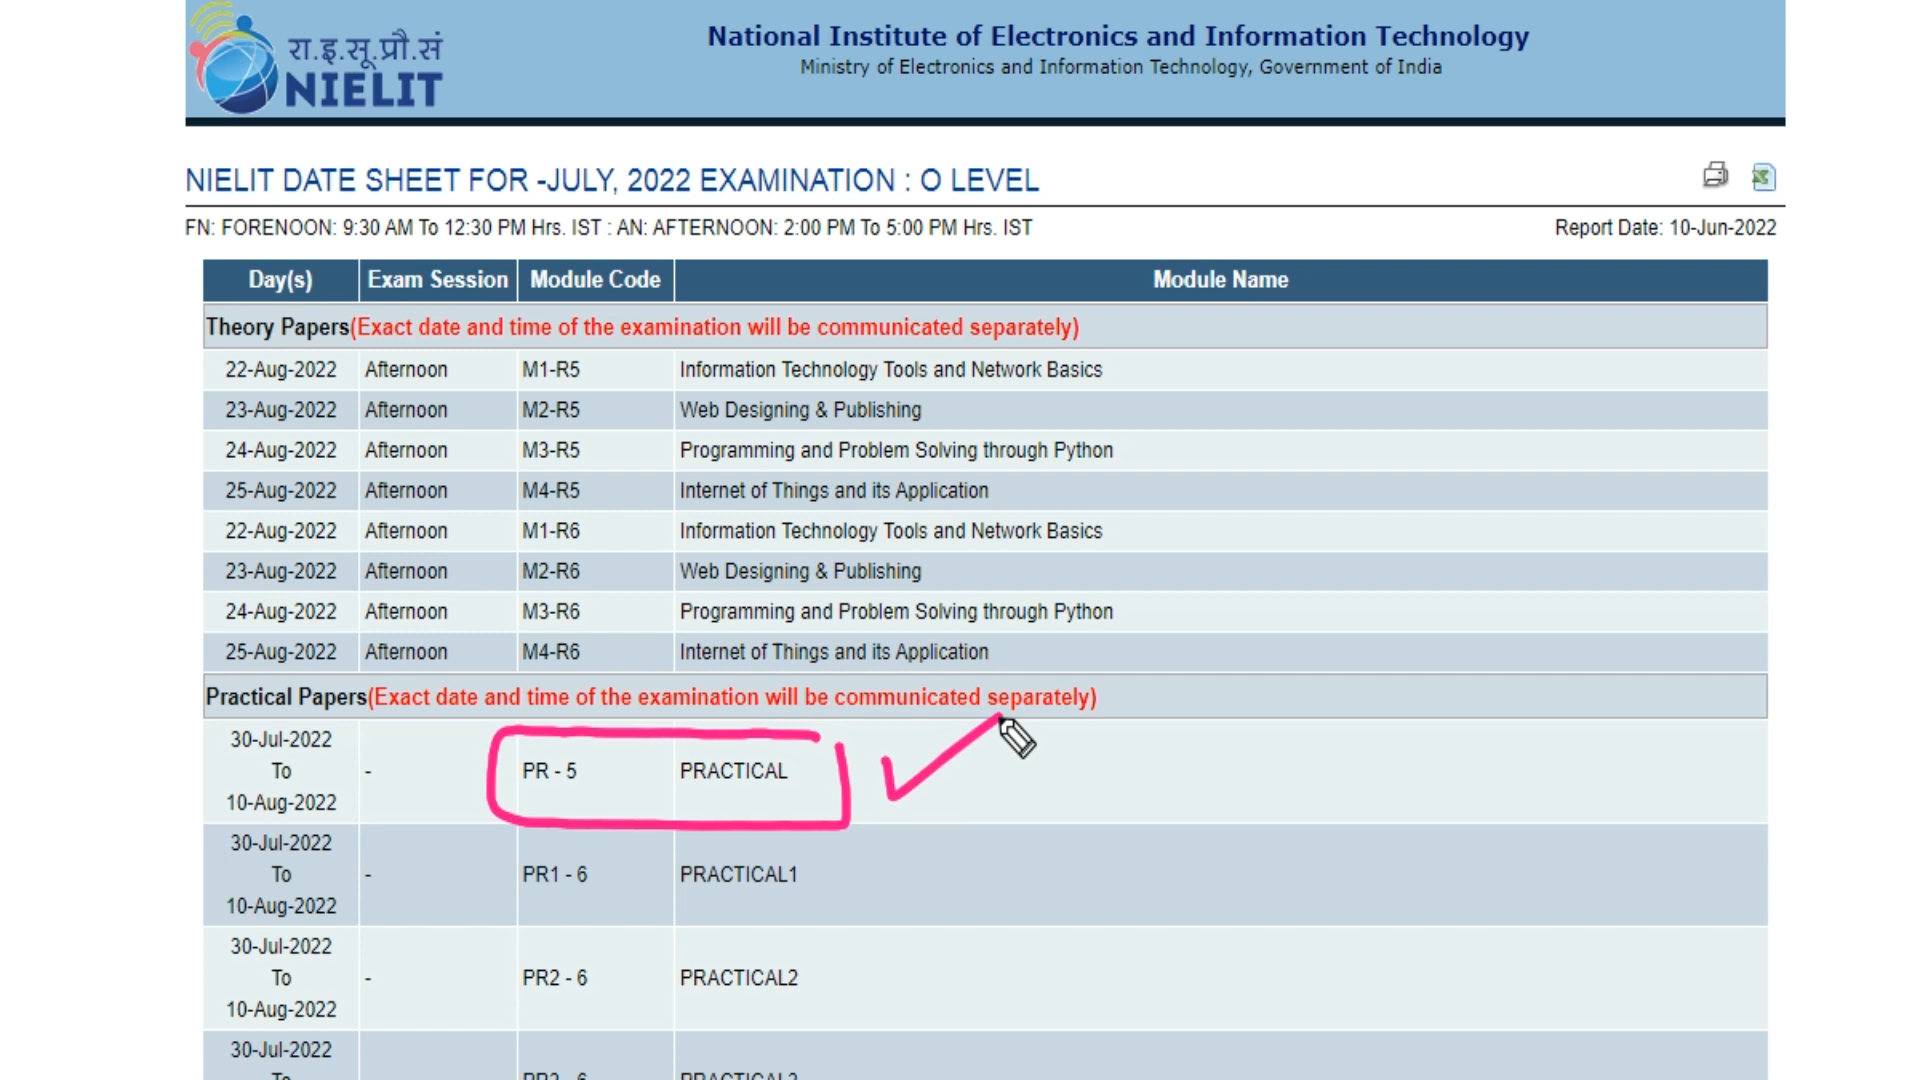 रा.इ.सू.प्रौ.सं
NIELIT
National Institute of Electronics and Information Technology
Ministry of Electronics and Information Technology, Government of India
NIELIT DATE SHEET FOR -JULY, 2022 EXAMINATION : O LEVEL
FN: FORENOON: 9:30 AM To 12:30 PM Hrs. IST : AN: AFTERNOON: 2:00 PM To 5:00 PM Hrs. IST Report Date: 10-Jun-2022
Day(s) Exam Session Module Code Module Name
Theory Papers(Exact date and time of the examination will be communicated separately)
22-Aug-2022 Afternoon M1-R5 Information Technology Tools and Network Basics
23-Aug-2022 Afternoon M2-R5 Web Designing & Publishing
24-Aug-2022 Afternoon M3-R5 Programming and Problem Solving through Python
25-Aug-2022 Afternoon M4-R5 Internet of Things and its Application
22-Aug-2022 Afternoon M1-R6 Information Technology Tools and Network Basics
23-Aug-2022 Afternoon M2-R6 Web Designing & Publishing
24-Aug-2022 Afternoon M3-R6 Programming and Problem Solving through Python
25-Aug-2022 Afternoon M4-R6 Internet of Things and its Application
Practical Papers(Exact date and time of the examination will be communicated separately)
30-Jul-2022
To - PR - 5 PRACTICAL
10-Aug-2022
30-Jul-2022
To - PR1 - 6 PRACTICAL1
10-Aug-2022
30-Jul-2022
To - PR2 - 6 PRACTICAL2
10-Aug-2022
30-Jul-2022